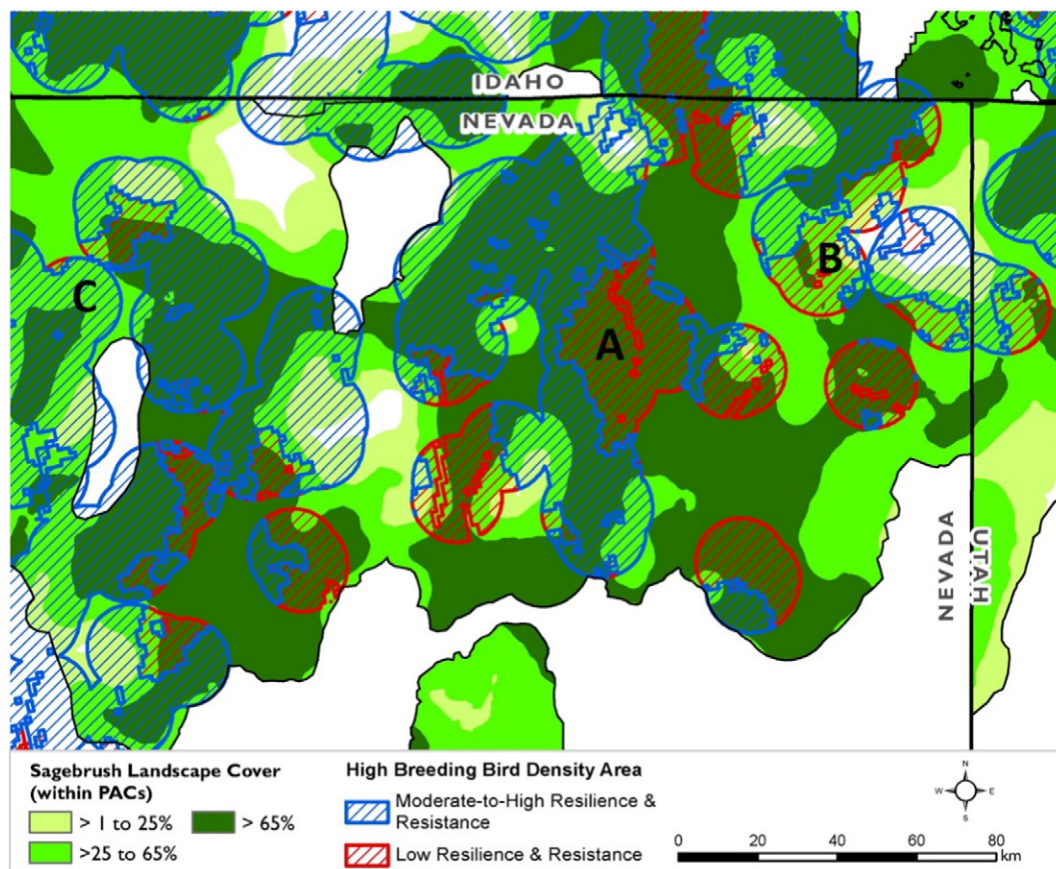 IDAHO
NEVADA
C
B
A
NEVADA
UTAH
Sagebrush Landscape Cover
(within PACs)
> 1 to 25%
> 65%
>25 to 65%
High Breeding Bird Density Area
Moderate-to-High Resilience &
Resistance
Low Resilience & Resistance
N
W
E
S
0 20 40 60 80
km